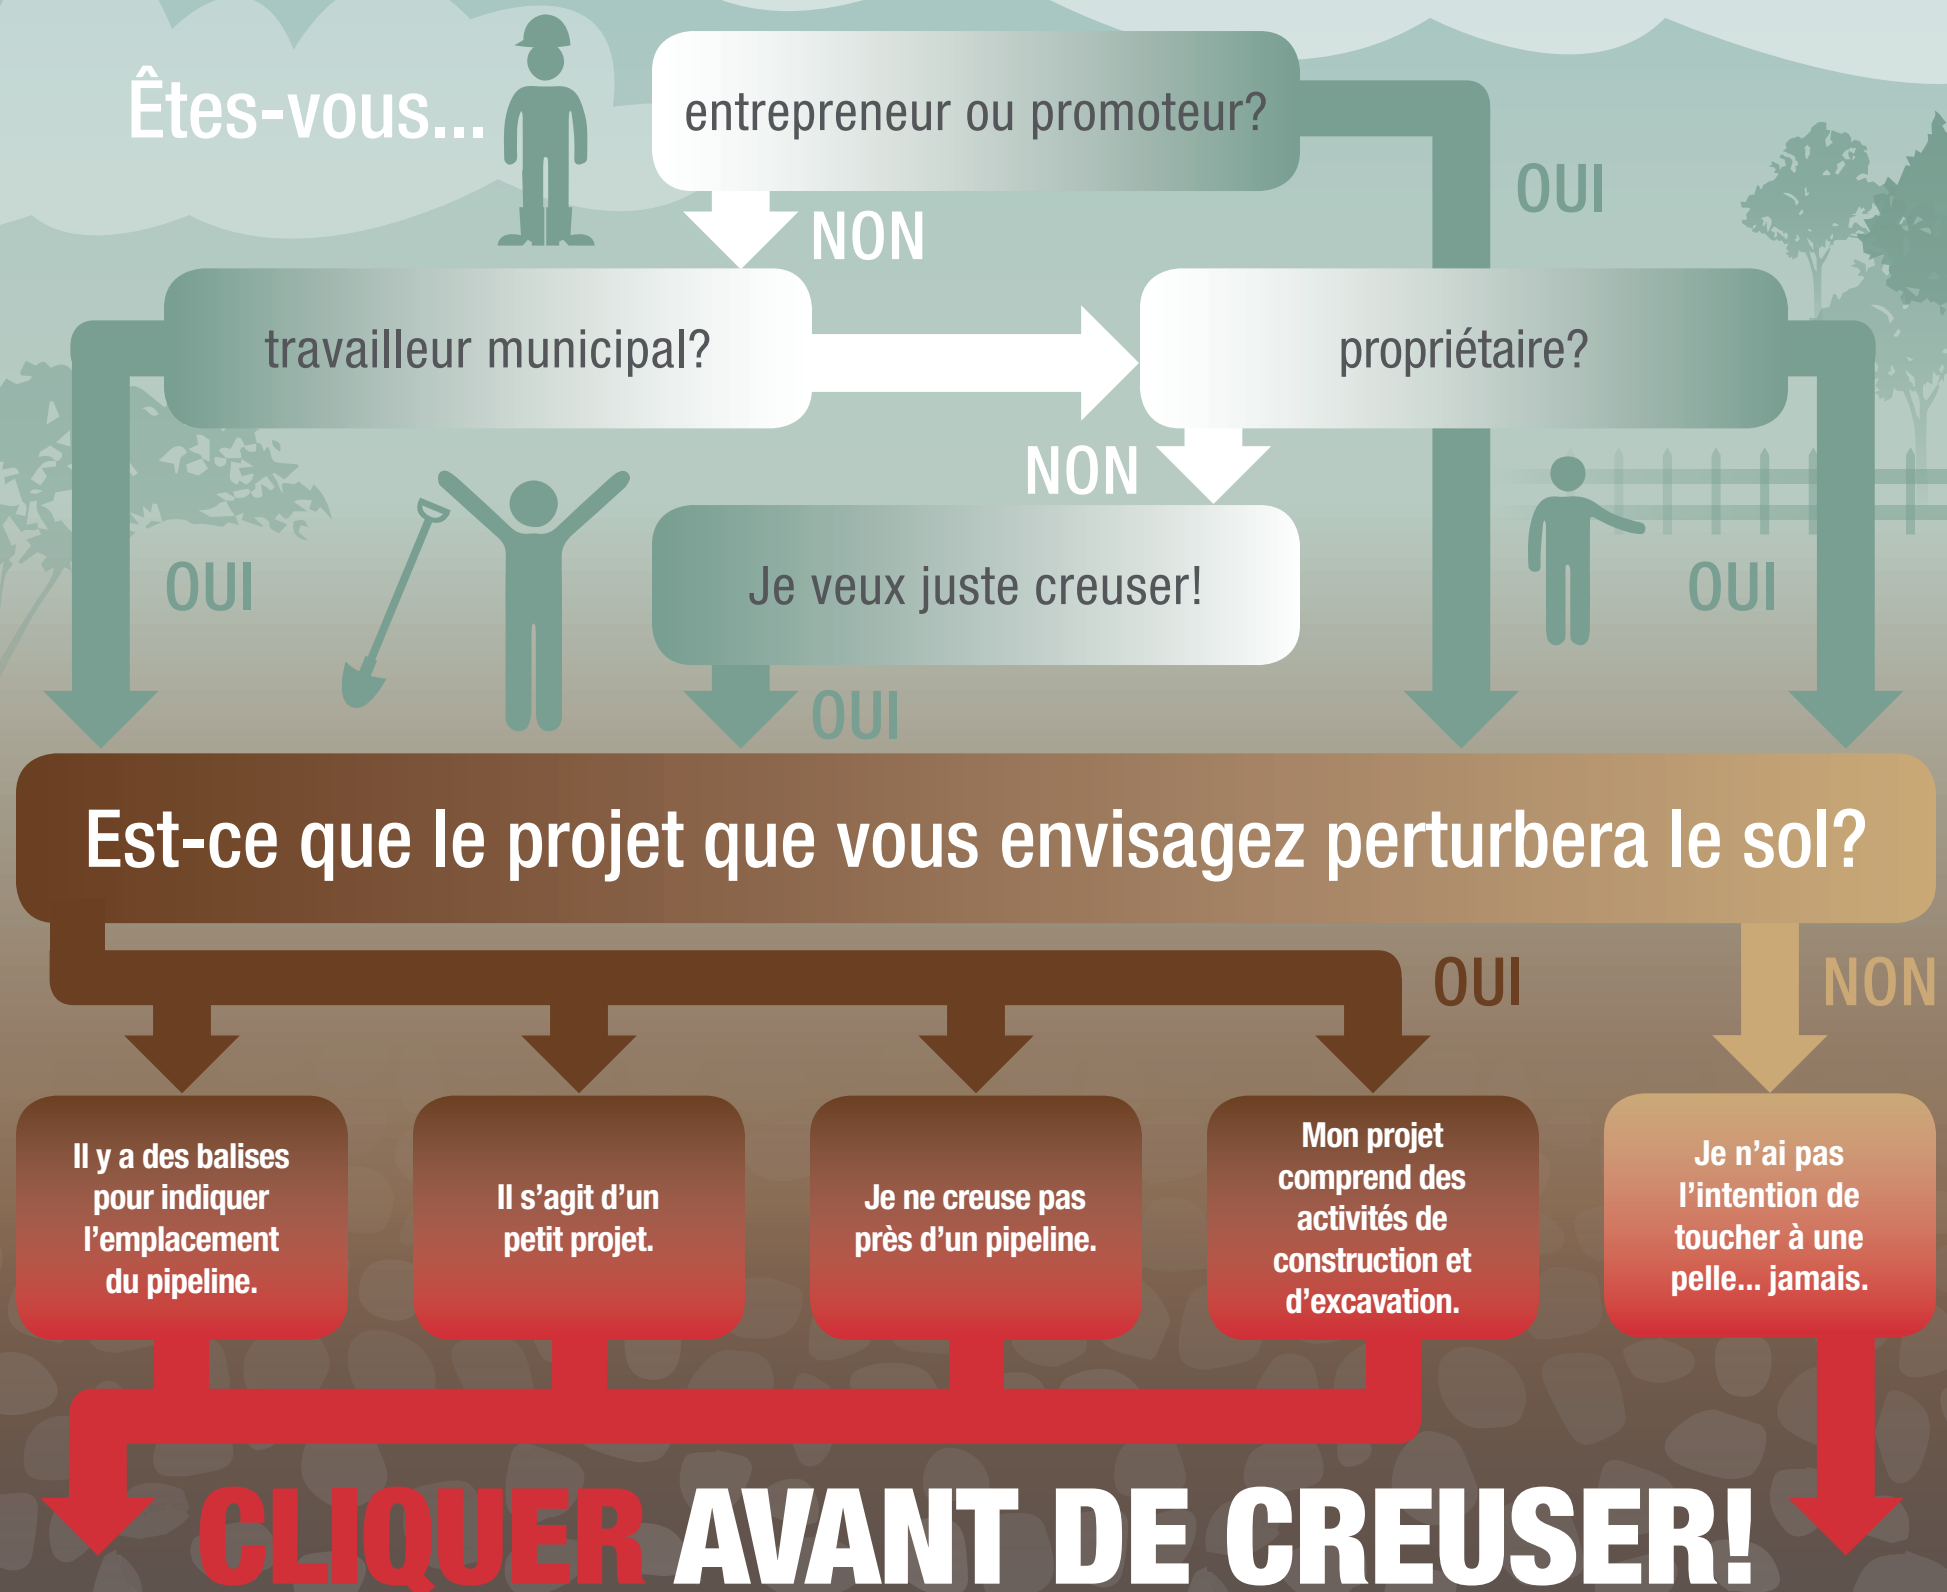 Êtes-vous...
entrepreneur ou promoteur?
OUI
NON
travailleur municipal?
propriétaire?
NON
OUI
Je veux juste creuser!
OUI
OUI
Est-ce que le projet que vous envisagez perturbera le sol?
OUI
NON
Il y a des balises
pour indiquer
l’emplacement
du pipeline.
Il s’agit d’un
petit projet.
Je ne creuse pas
près d’un pipeline.
Mon projet
comprend des
activités de
construction et
d’excavation.
Je n’ai pas
l’intention de
toucher à une
pelle... jamais.
CLIQUER AVANT DE CREUSER!